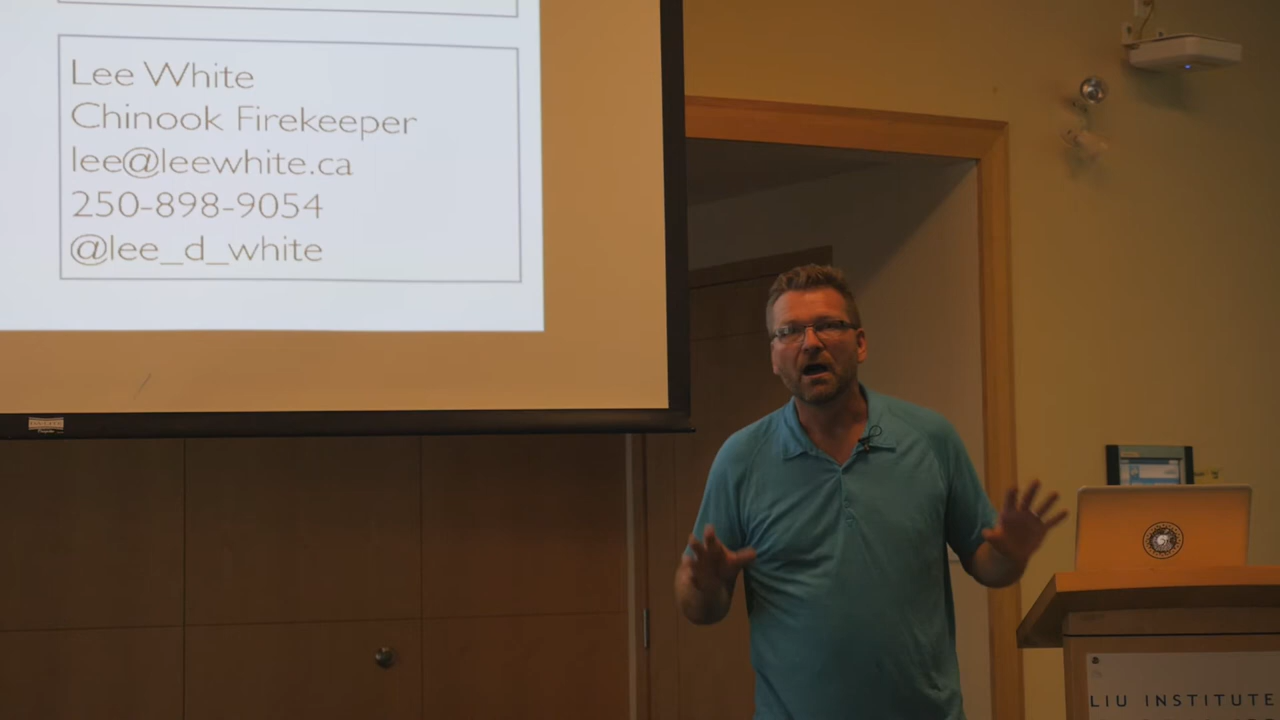 Lee White
Chinook Firekeeper
lee@leewhite.ca
250-898-9054
@lee_d_white
LIU INSTITUTE